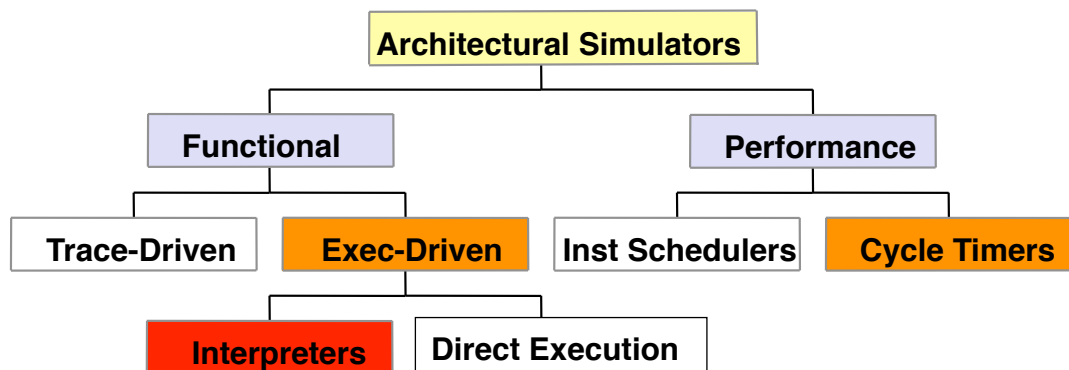 Architectural Simulators
Functional
Performance
Trace-Driven
Exec-Driven
Inst Schedulers
Cycle Timers
Interpreters
Direct Execution